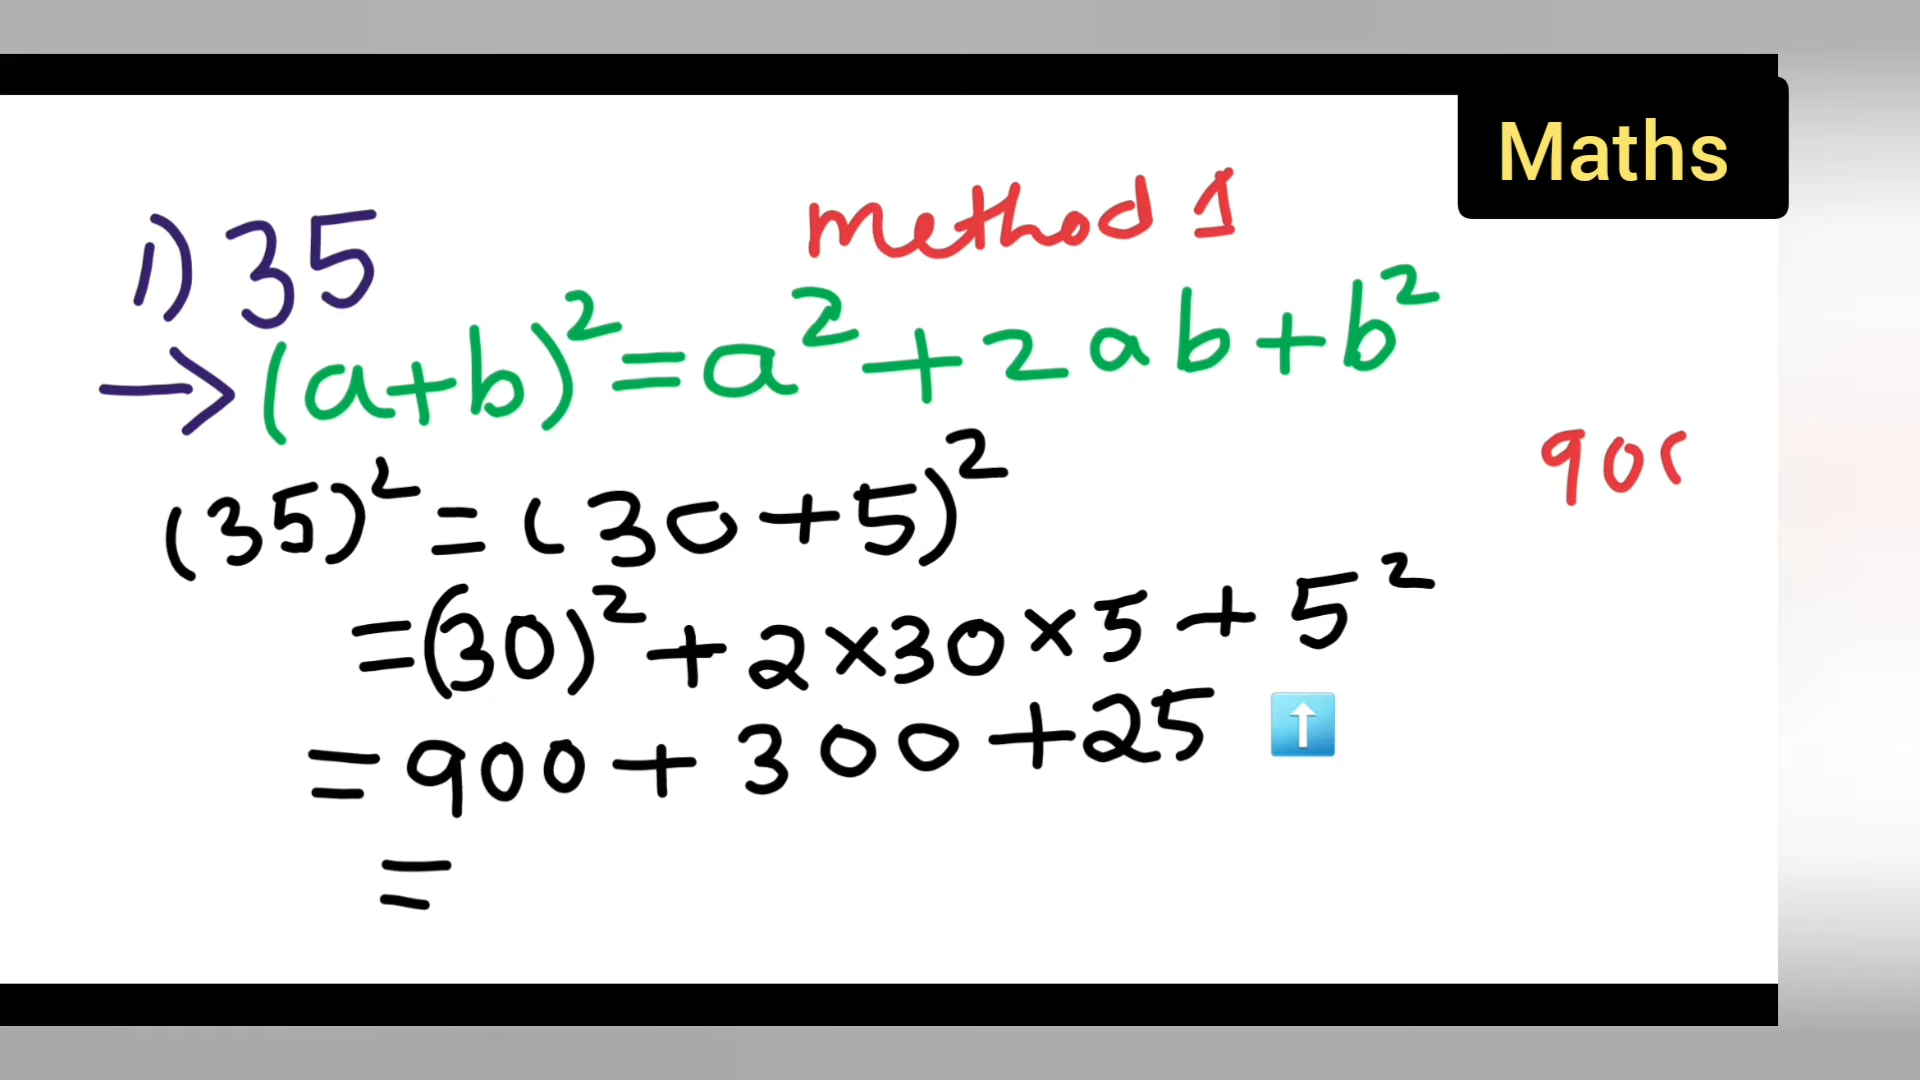 Maths
i) 35
method 1
→ (a+b)² = a² + 2ab + b²
(35)² = (30+5)²
900
= (30)² + 2×30×5 + 5²
= 900 + 300 + 25 ⬆️
=